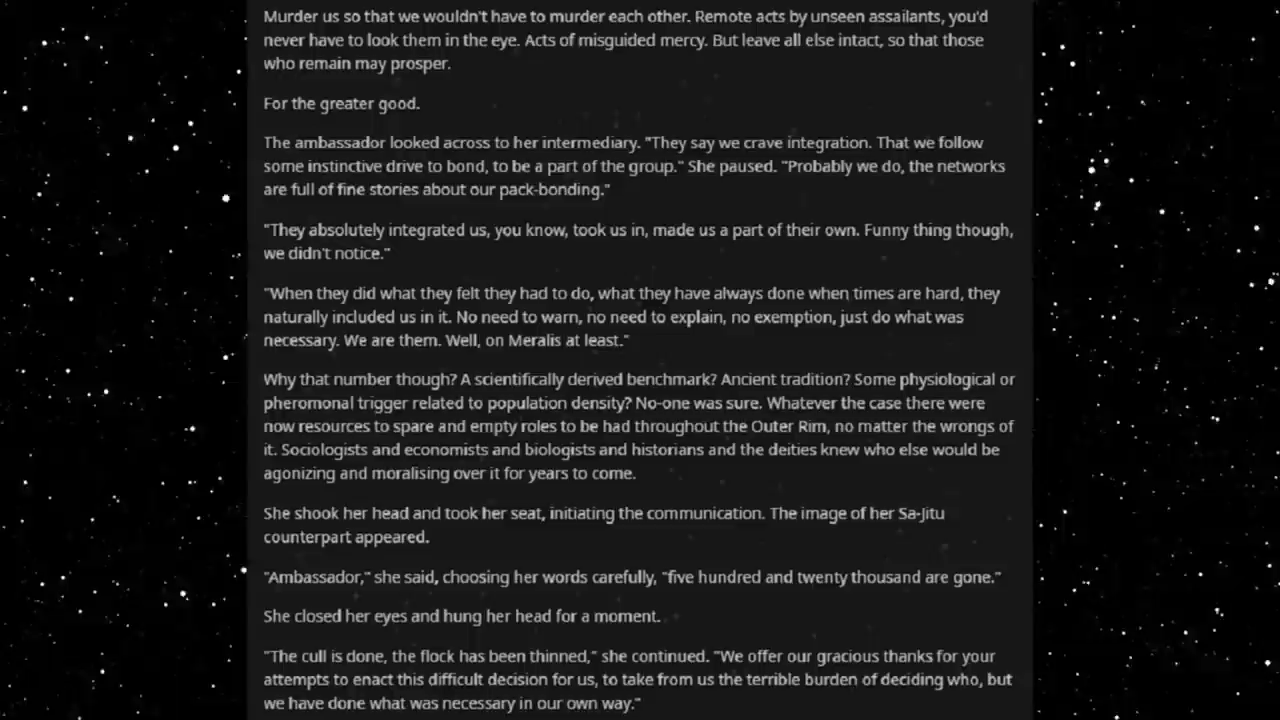 Murder us so that we wouldn't have to murder each other. Remote acts by unseen assailants, you'd
never have to look them in the eye. Acts of misguided mercy. But leave all else intact, so that those
who remain may prosper.
For the greater good.
The ambassador looked across to her intermediary. "They say we crave integration. That we follow
some instinctive drive to bond, to be a part of the group." She paused. "Probably we do, the networks
are full of fine stories about our pack-bonding."
"They absolutely integrated us, you know, took us in, made us a part of their own. Funny thing though,
we didn't notice."
"When they did what they felt they had to do, what they have always done when times are hard, they
naturally included us in it. No need to warn, no need to explain, no exemption, just do what was
necessary. We are them. Well, on Meralis at least."
Why that number though? A scientifically derived benchmark? Ancient tradition? Some physiological or
pheromonal trigger related to population density? No-one was sure. Whatever the case there were
now resources to spare and empty roles to be had throughout the Outer Rim, no matter the wrongs of
it. Sociologists and economists and biologists and historians and the deities knew who else would be
agonizing and moralising over it for years to come.
She shook her head and took her seat, initiating the communication. The image of her Sa-Jitu
counterpart appeared.
"Ambassador," she said, choosing her words carefully, "five hundred and twenty thousand are gone."
She closed her eyes and hung her head for a moment.
"The cull is done, the flock has been thinned," she continued. "We offer our gracious thanks for your
attempts to enact this difficult decision for us, to take from us the terrible burden of deciding who, but
we have done what was necessary in our own way."